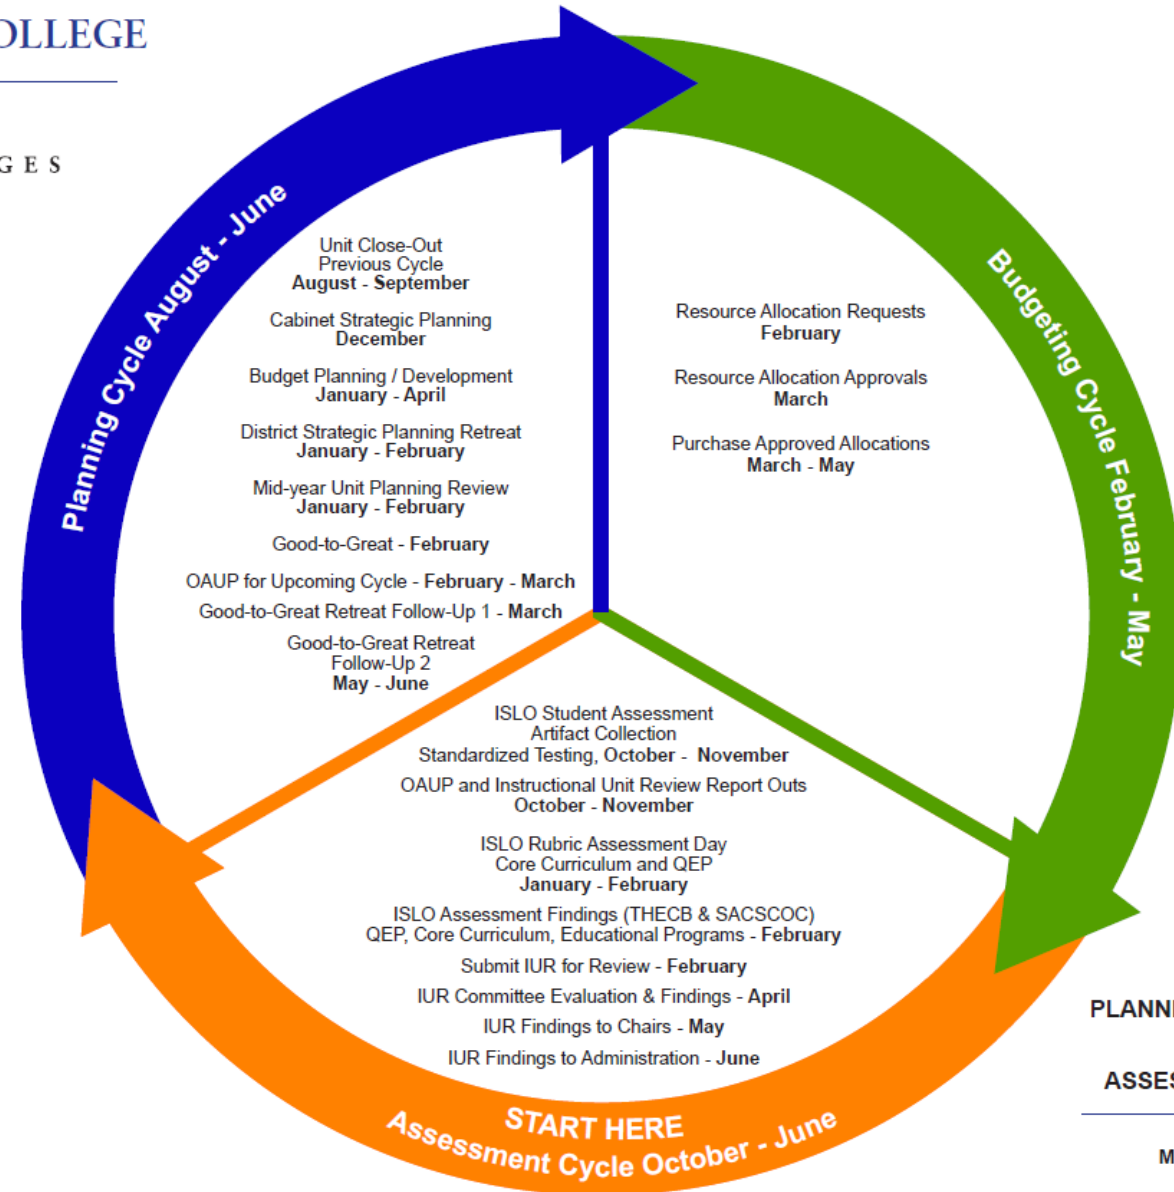 OLLEGE
G E S
Planning Cycle August - June
Unit Close-Out
Previous Cycle
August - September
Cabinet Strategic Planning
December
Budget Planning / Development
January - April
District Strategic Planning Retreat
January - February
Mid-year Unit Planning Review
January - February
Good-to-Great - February
OAUP for Upcoming Cycle - February - March
Good-to-Great Retreat Follow-Up 1 - March
Good-to-Great Retreat
Follow-Up 2
May - June
Budgeting Cycle February - May
Resource Allocation Requests
February
Resource Allocation Approvals
March
Purchase Approved Allocations
March - May
ISLO Student Assessment
Artifact Collection
Standardized Testing, October - November
OAUP and Instructional Unit Review Report Outs
October - November
ISLO Rubric Assessment Day
Core Curriculum and QEP
January - February
ISLO Assessment Findings (THECB & SACSCOC)
QEP, Core Curriculum, Educational Programs - February
Submit IUR for Review - February
IUR Committee Evaluation & Findings - April
IUR Findings to Chairs - May
IUR Findings to Administration - June
START HERE
Assessment Cycle October - June
PLANNI
ASSES
M